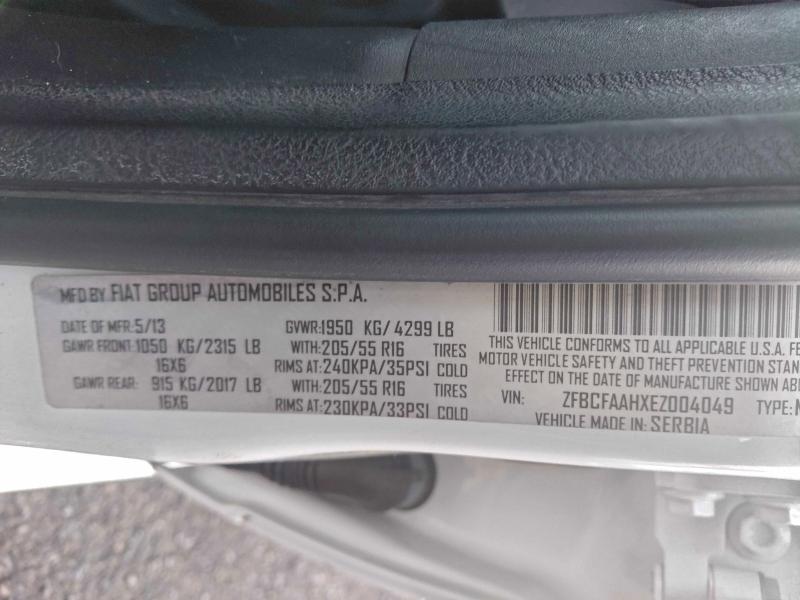 MFD BY FIAT GROUP AUTOMOBILES S.P.A.
DATE OF MFR. 5/13 GVWR: 1950 KG/ 4299 LB
GAWR FRONT: 1050 KG/2315 LB WITH: 205/55 R16 TIRES
16X6 RIMS AT: 240KPA/35PSI COLD
GAWR REAR: 915 KG/2017 LB WITH: 205/55 R16 TIRES
16X6 RIMS AT: 230KPA/33PSI COLD
THIS VEHICLE CONFORMS TO ALL APPLICABLE U.S.A. FE
MOTOR VEHICLE SAFETY AND THEFT PREVENTION STAN
EFFECT ON THE DATE OF MANUFACTURE SHOWN ABO
VIN: ZFBCFAAHXEZ004049 TYPE:
VEHICLE MADE IN SERBIA